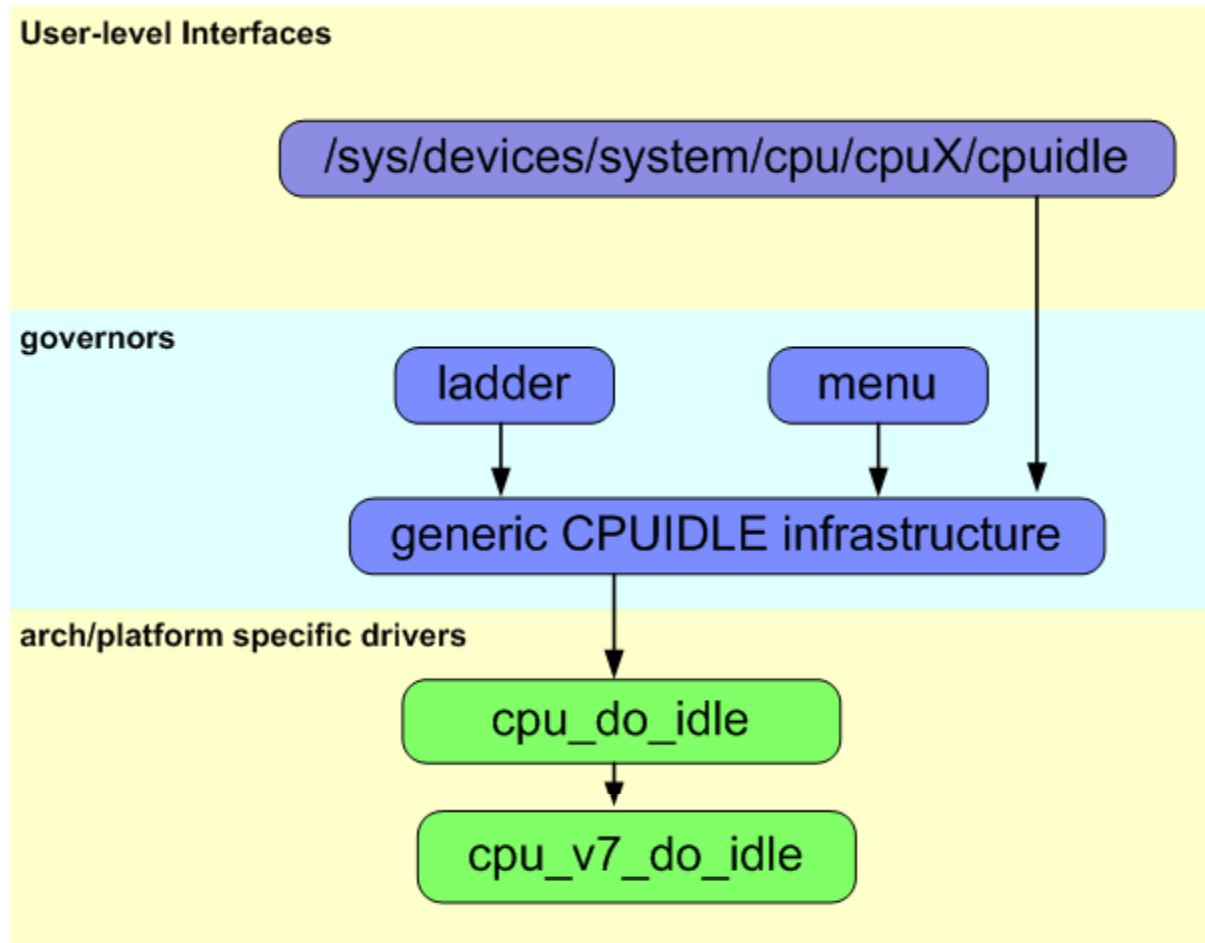 User-level Interfaces
/sys/devices/system/cpu/cpuX/cpuidle
governors
ladder
menu
generic CPUIDLE infrastructure
arch/platform specific drivers
cpu_do_idle
cpu_v7_do_idle